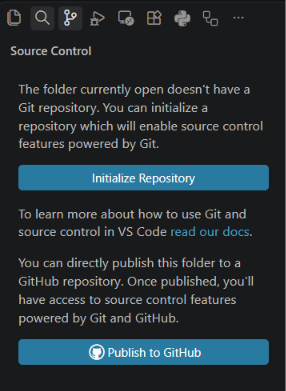 Source Control
The folder currently open doesn't have a
Git repository. You can initialize a
repository which will enable source control
features powered by Git.
Initialize Repository
To learn more about how to use Git and
source control in VS Code read our docs.
You can directly publish this folder to a
GitHub repository. Once published, you'll
have access to source control features
powered by Git and GitHub.
Publish to GitHub